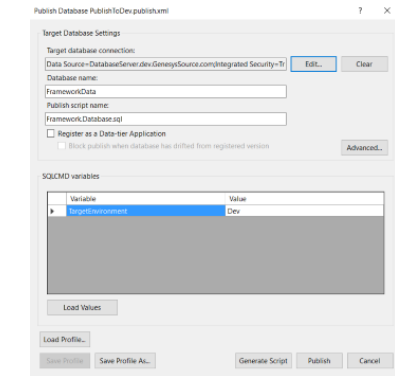 Publish Database PublishToDev.publish.xml
Target Database Settings
Target database connection:
Data Source=DatabaseServer.dev.GenesysSource.com;Integrated Security=Tr
Edit...
Clear
Database name:
FrameworkData
Publish script name:
Framework.Database.sql
Register as a Data-tier Application
Block publish when database has drifted from registered version
Advanced...
SQLCMD variables
Variable Value
TargetEnvironment Dev
Load Values
Load Profile...
Save Profile Save Profile As... Generate Script Publish Cancel